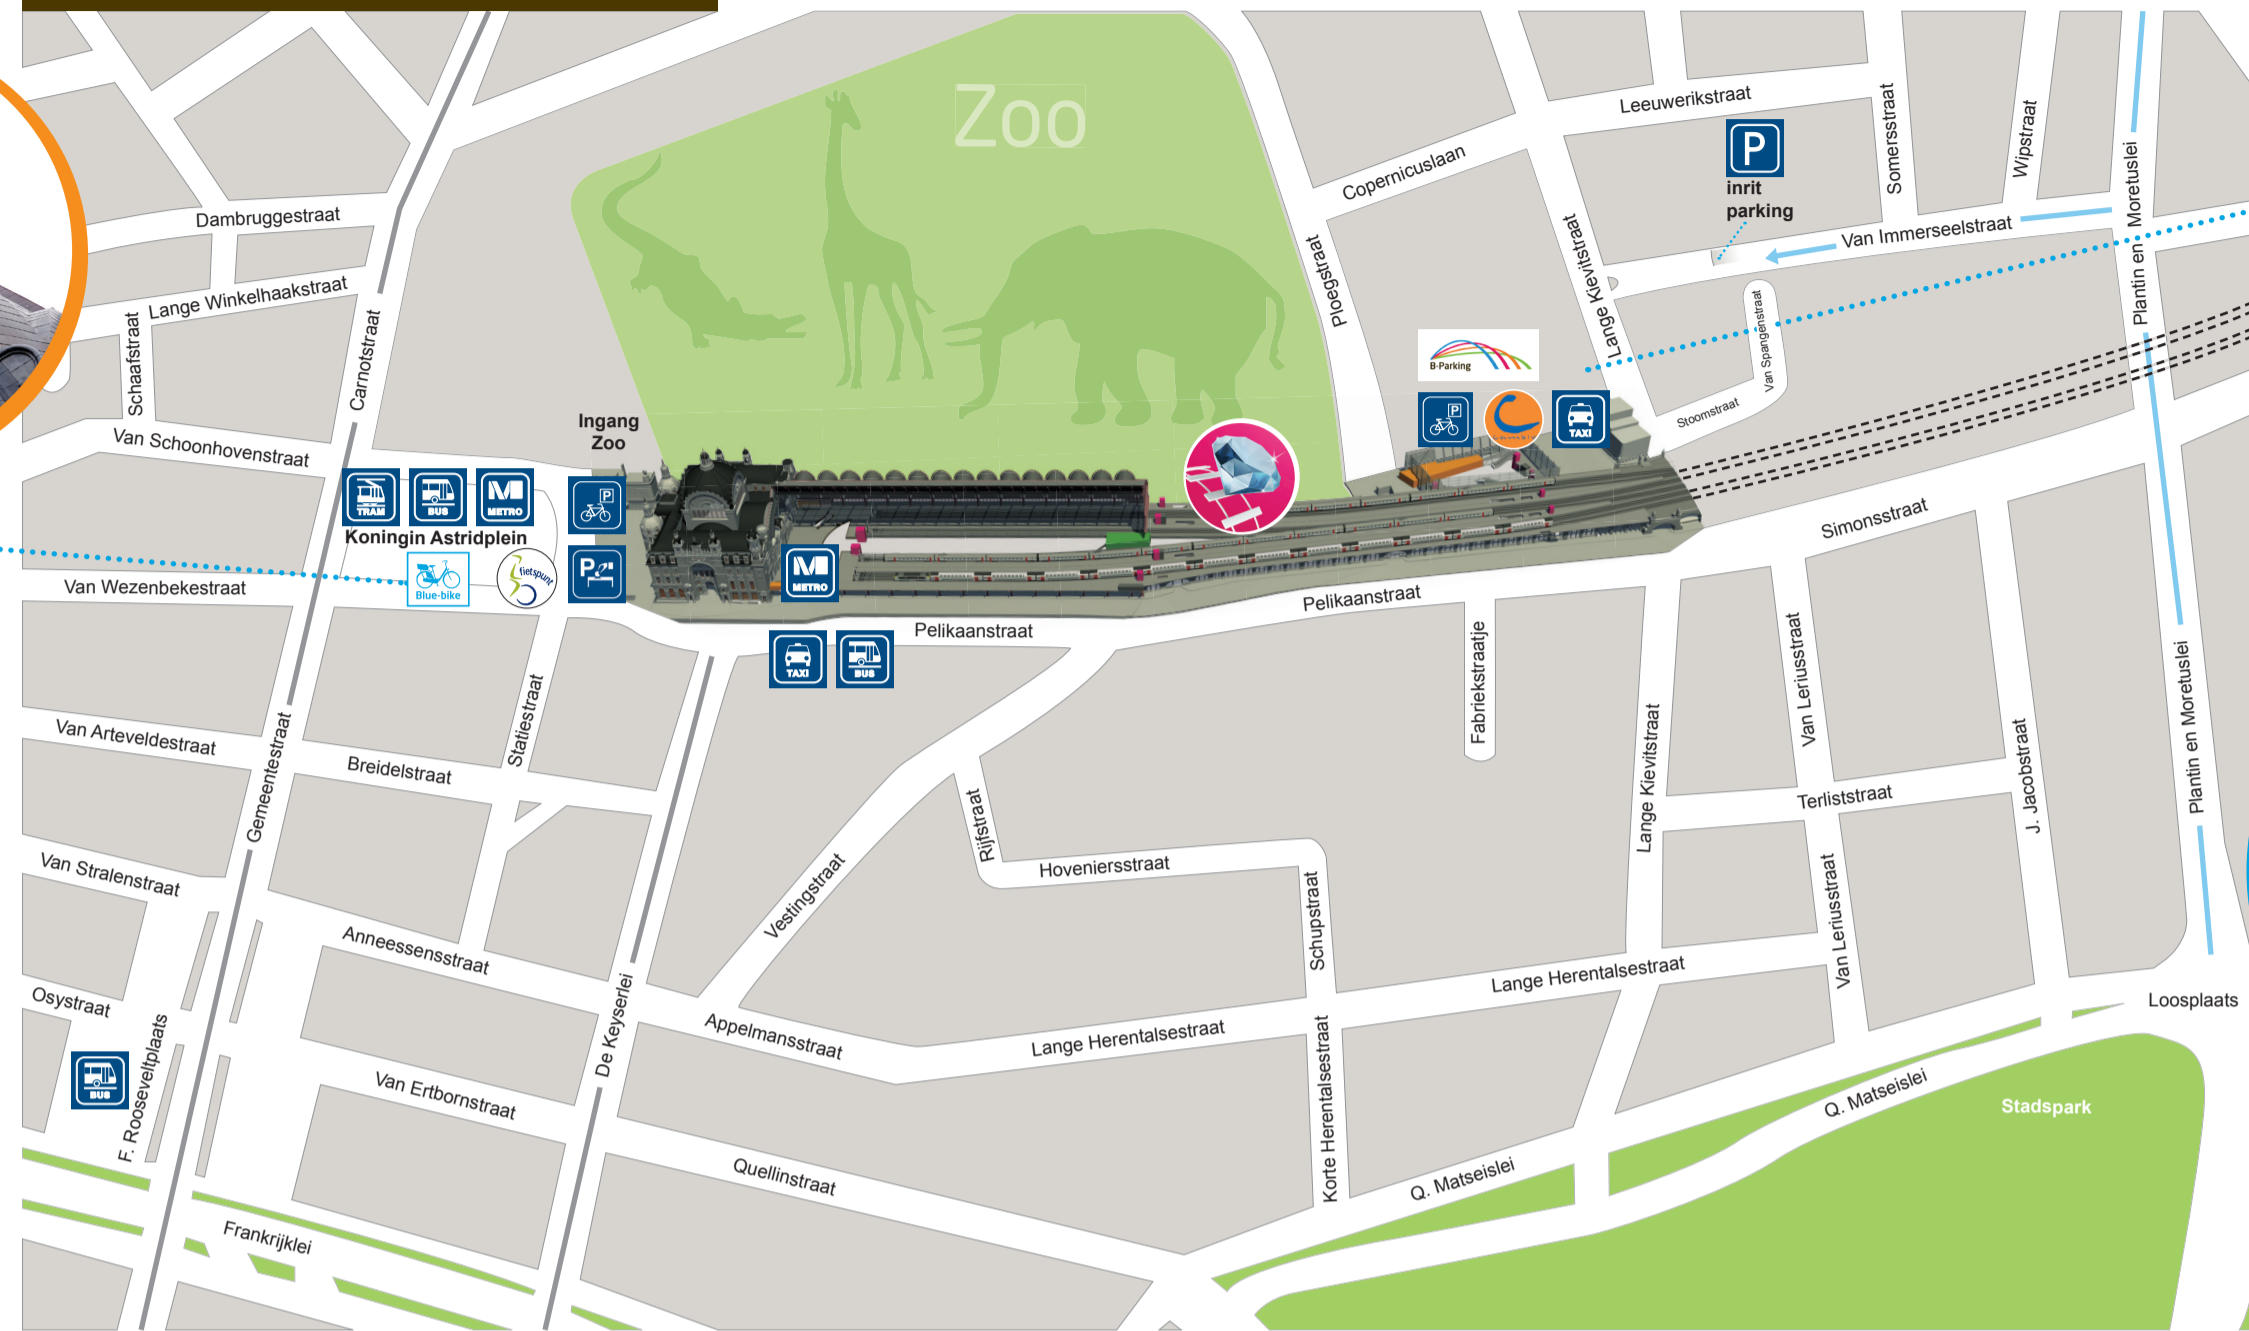 Zoo
Leeuwerikstraat
Somersstraat
Wipstraat
P
inrit
parking
Copernicuslaan
Plantin en Moretuslei
Dambruggestraat
Van Immerseelstraat
Lange Kievitstraat
Ploegstraat
Lange Winkelhaakstraat
Schaafstraat
Carnotstraat
Van Spangenstraat
B-Parking
P
TAXI
Stoomstraat
Ingang
Zoo
Van Schoonhovenstraat
TRAM
BUS
METRO
P
Koningin Astridplein
Simonsstraat
Blue-bike
fietspunt
P
METRO
Van Wezenbekestraat
Pelikaanstraat
Pelikaanstraat
TAXI
BUS
Fabriekstraatje
Van Leriusstraat
Plantin en Moretuslei
Statiestraat
Van Arteveldestraat
Gemeentestraat
Breidelstraat
Lange Kievitstraat
J. Jacobstraat
Terliststraat
Rijfstraat
Hoveniersstraat
Van Stralenstraat
Vestingstraat
Schupstraat
Van Leriusstraat
Anneessensstraat
Lange Herentalsestraat
Osystraat
Loosplaats
De Keyserlei
Appelmansstraat
Lange Herentalsestraat
F. Rooseveltplaats
BUS
Van Ertbornstraat
Korte Herentalsestraat
Q. Matseislei
Stadspark
Quellinstraat
Q. Matseislei
Frankrijklei